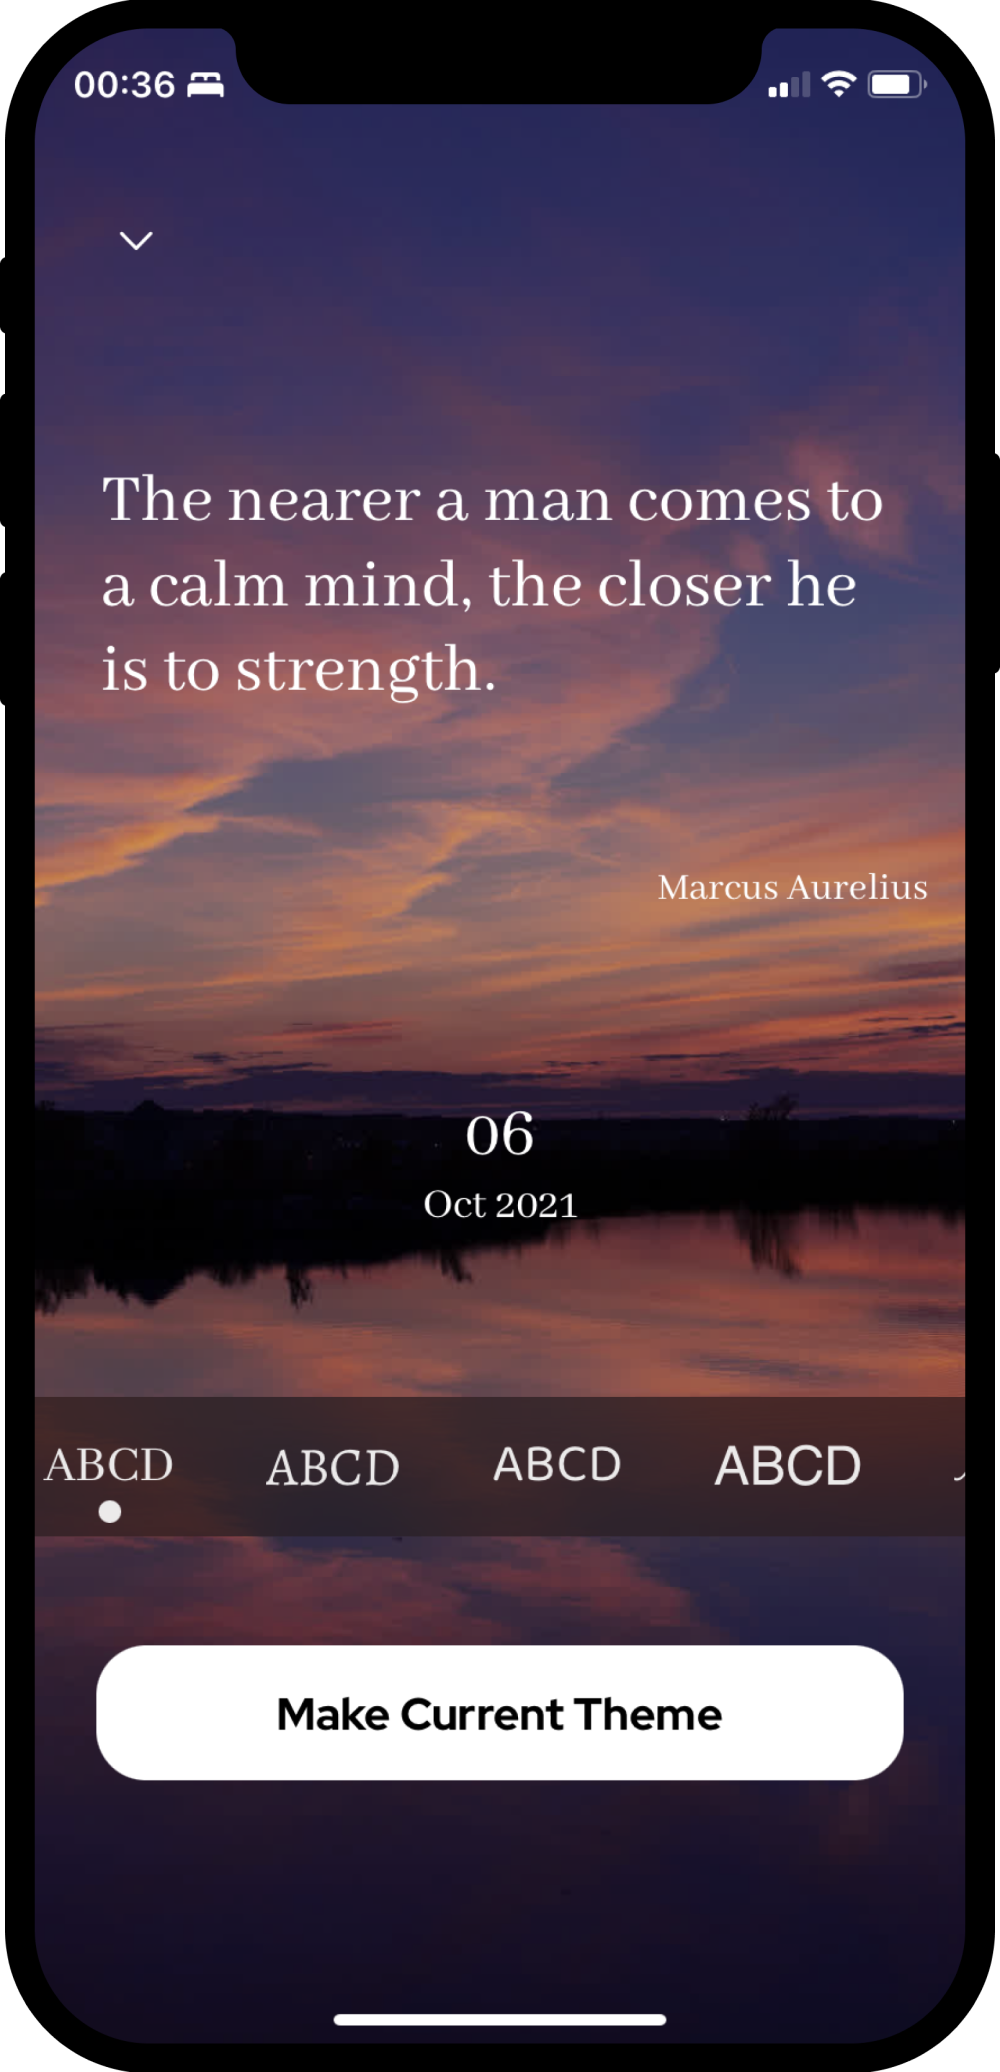 00:36
The nearer a man comes to
a calm mind, the closer he
is to strength.
Marcus Aurelius
06
Oct 2021
ABCD ABCD ABCD ABCD
Make Current Theme